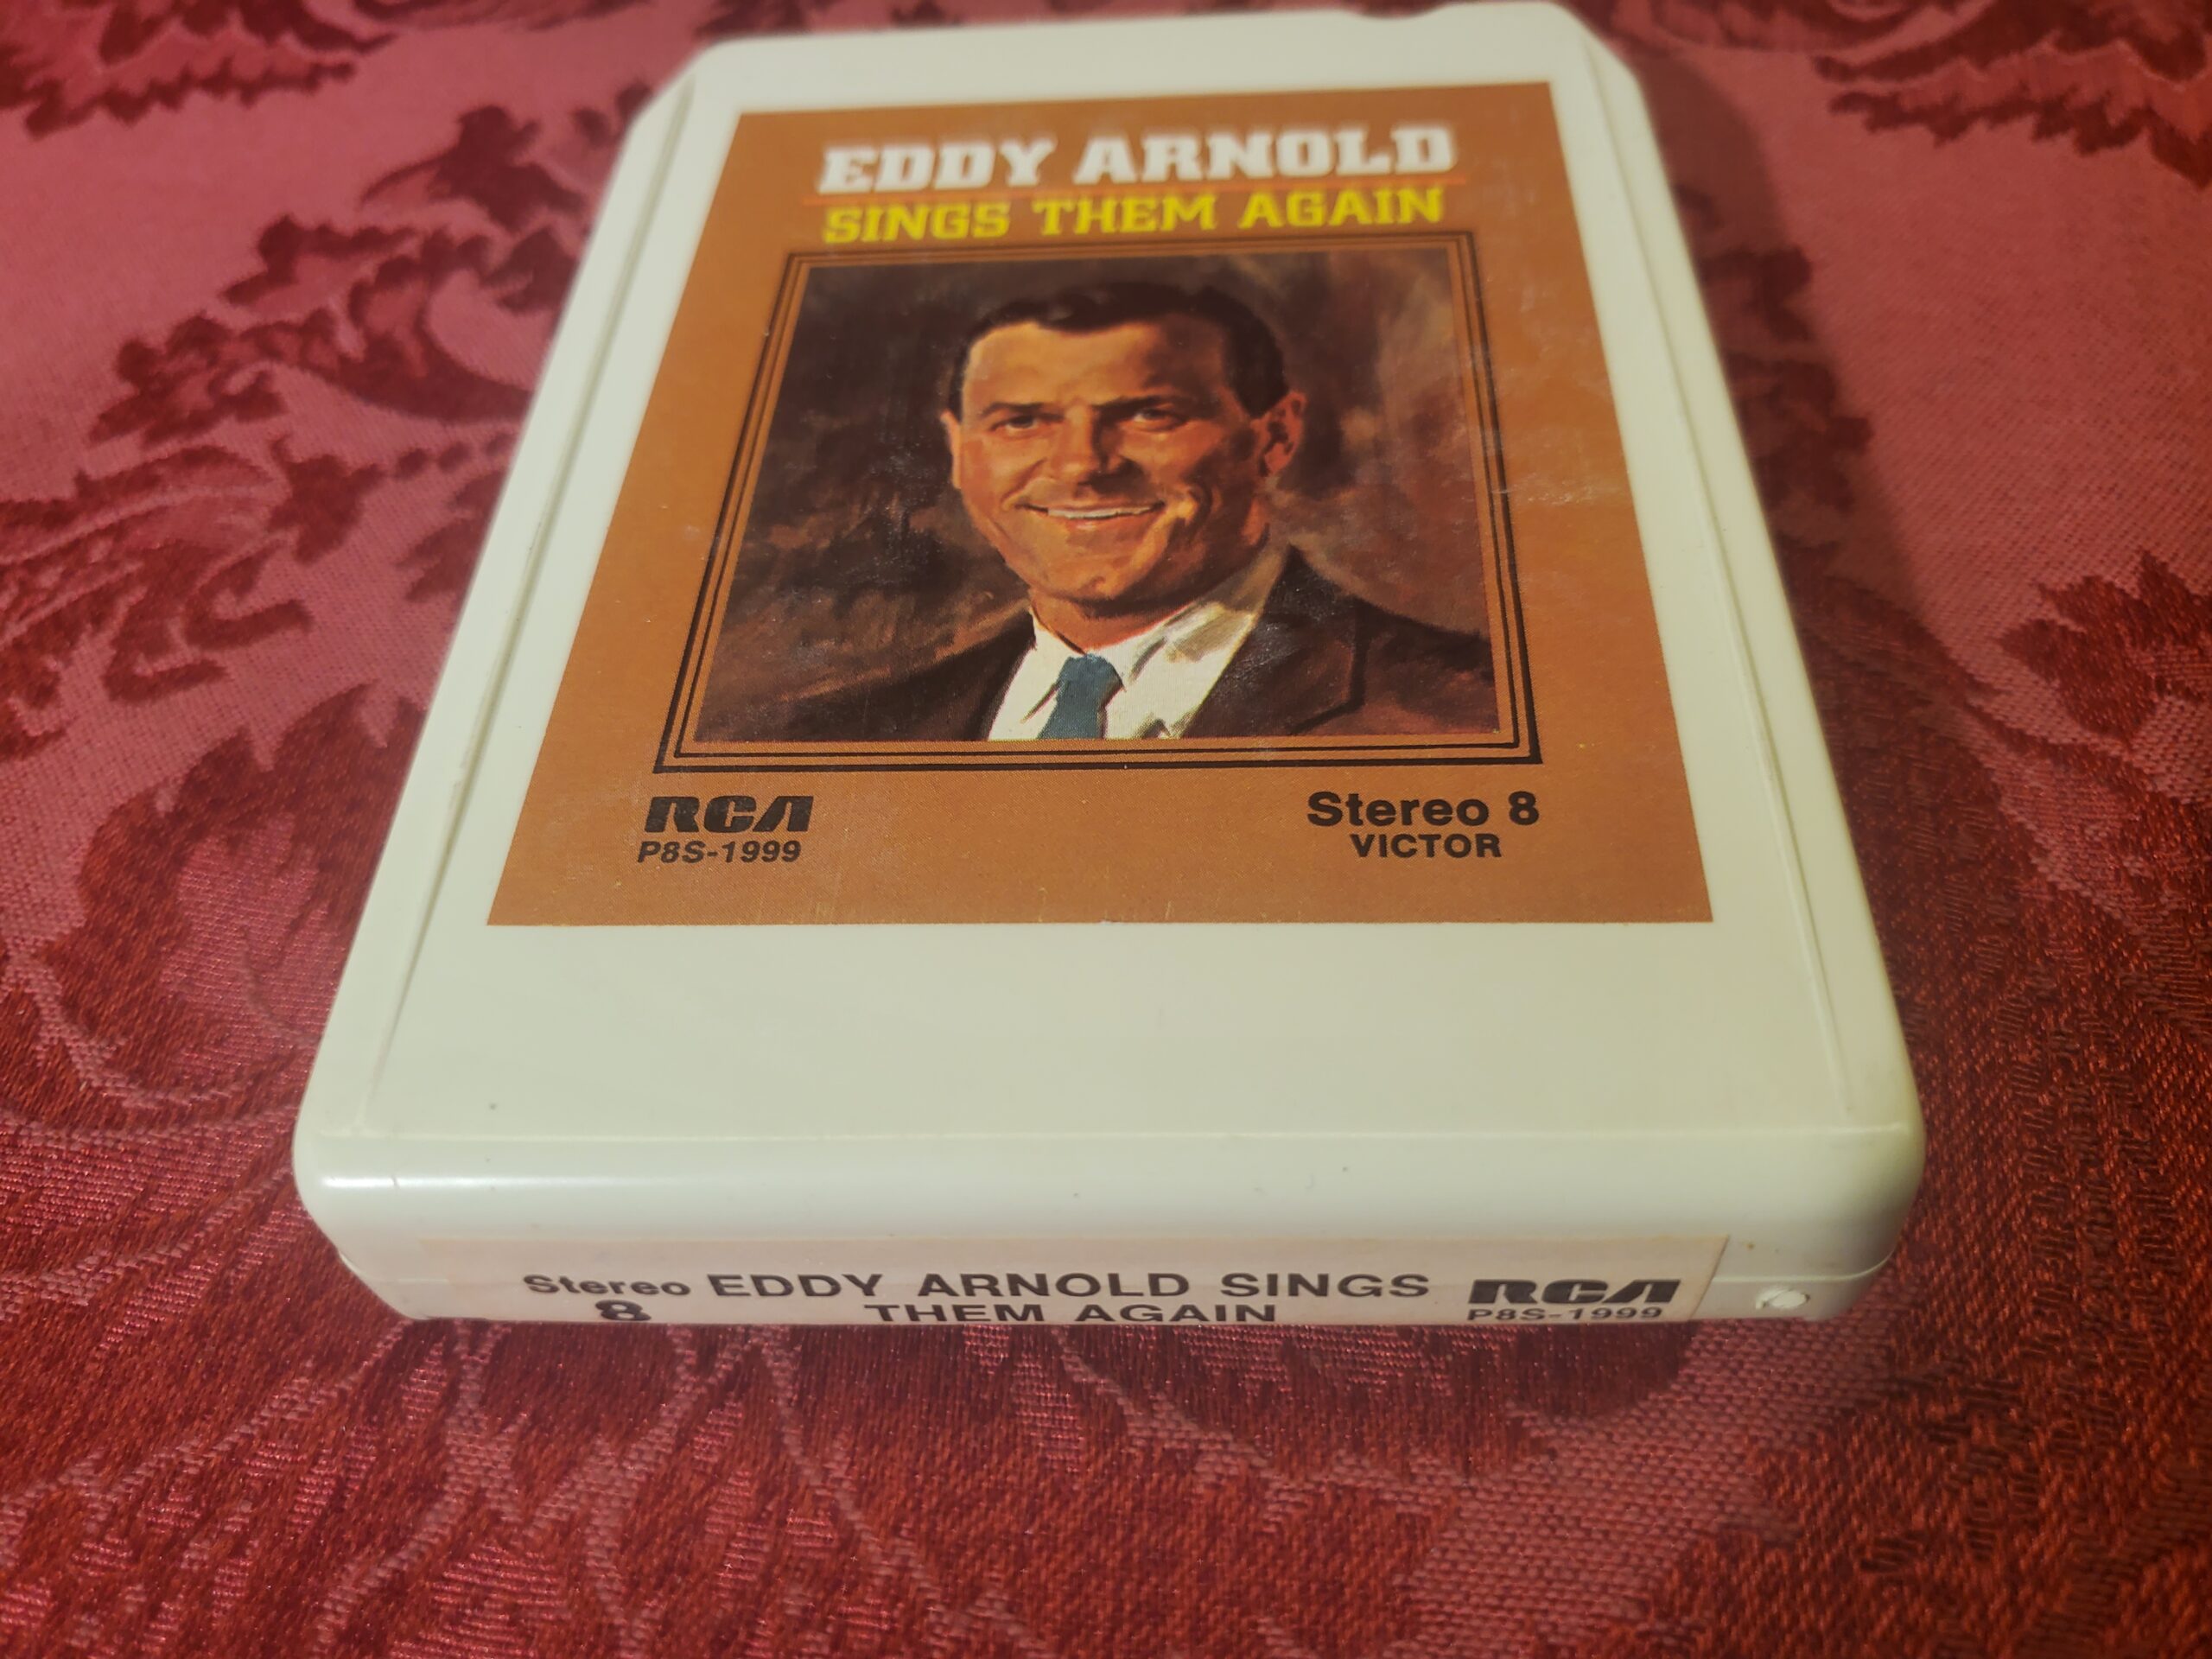 EDDY ARNOLD
SINGS THEM AGAIN
RCA
P8S-1999
Stereo 8
VICTOR
Stereo
8
EDDY ARNOLD SINGS
THEM AGAIN
RCA
P8S-1999